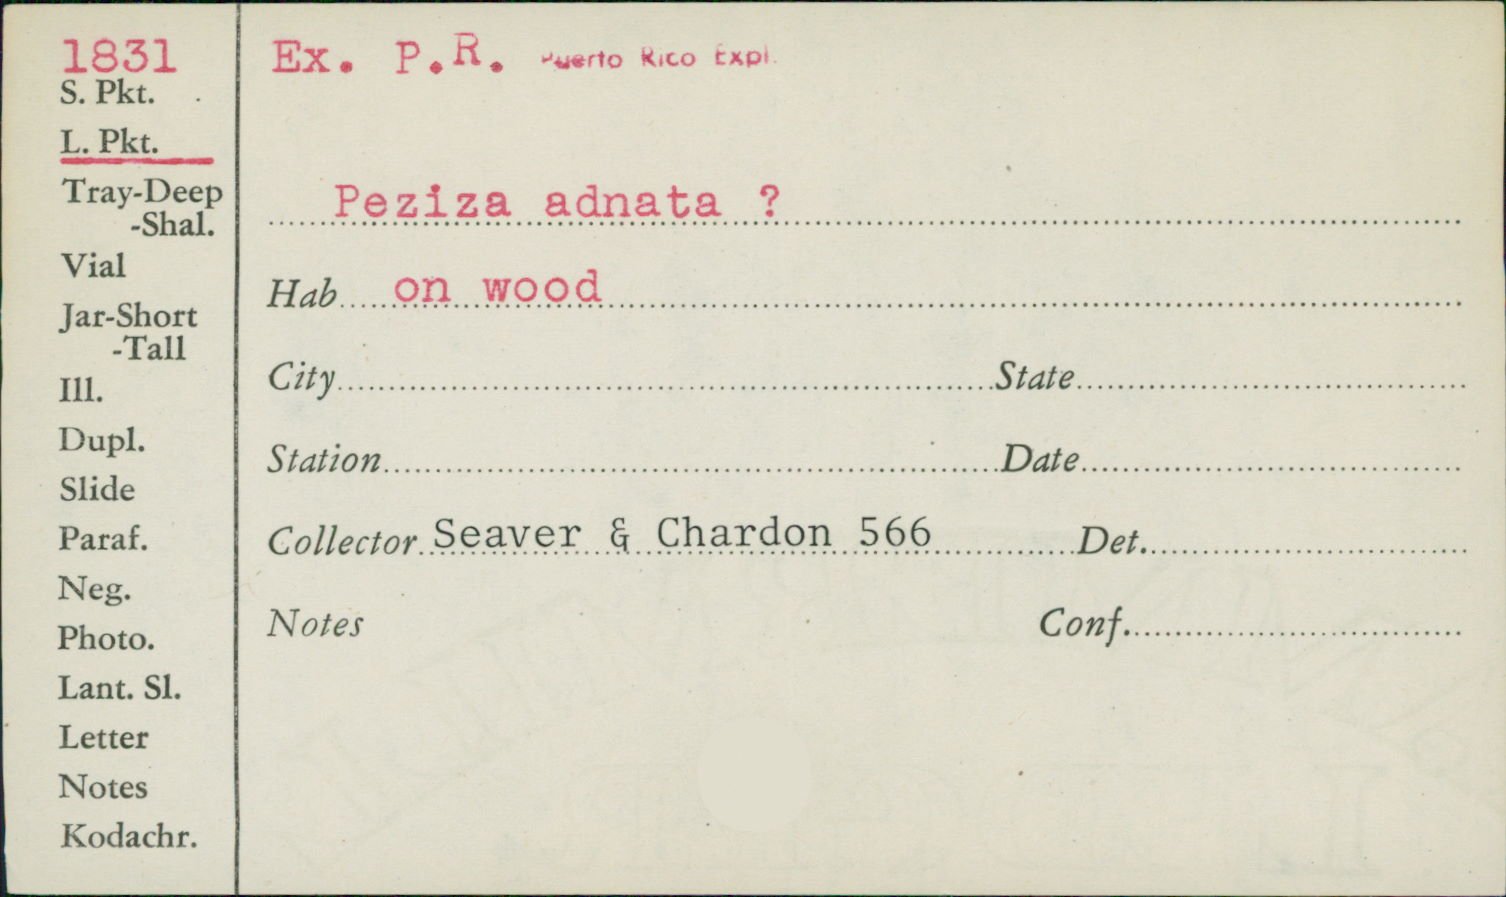 1831
S. Pkt.
L. Pkt.
Tray-Deep
-Shal.
Vial
Jar-Short
-Tall
Ill.
Dupl.
Slide
Paraf.
Neg.
Photo.
Lant. Sl.
Letter
Notes
Kodachr.
Ex. P.R. Puerto Rico Expl.
Peziza adnata ?
Hab on wood
City State
Station Date
Collector Seaver & Chardon 566 Det.
Notes Conf.